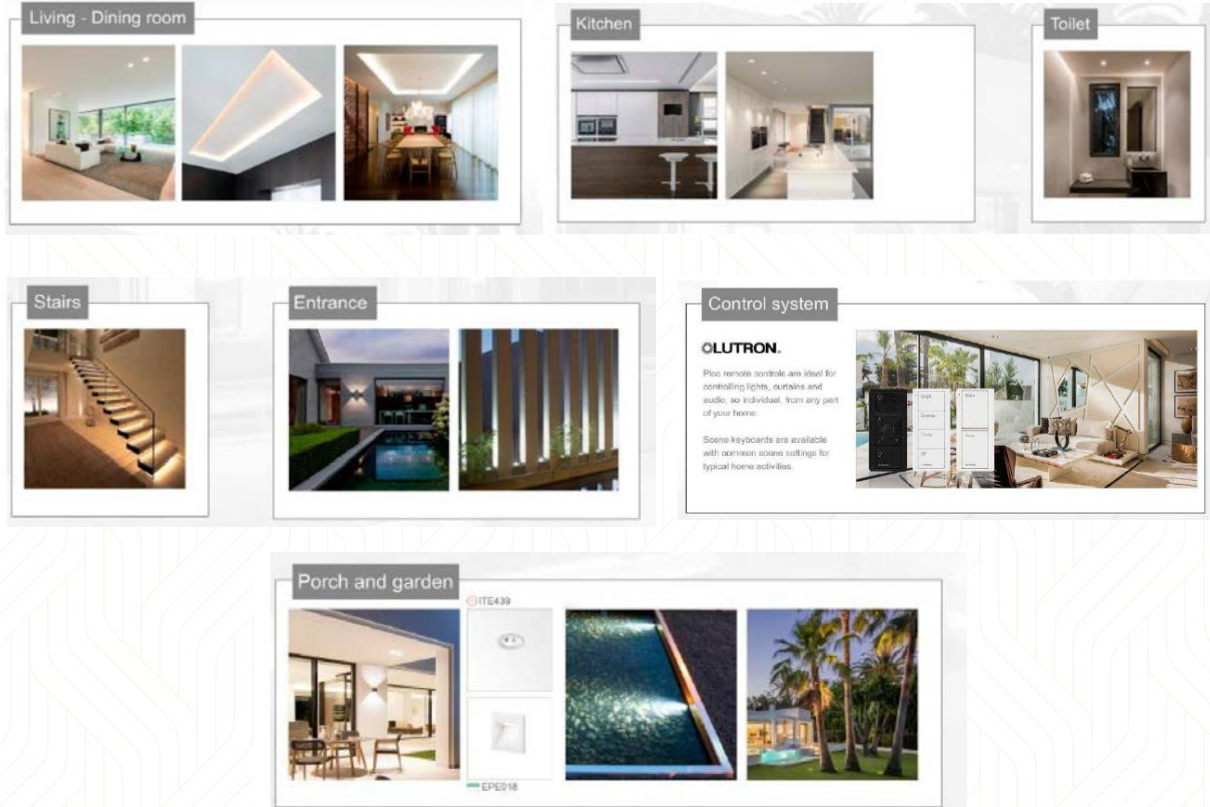 Living - Dining room
Kitchen
Toilet
Stairs
Entrance
Control system
LUTRON
Pico remote controls are ideal for
controlling lights, curtains and
audio, so individual, from any part
of your home.
Scene keyboards are available
with common scene settings for
typical home activities.
Porch and garden
ITE439
EPE018